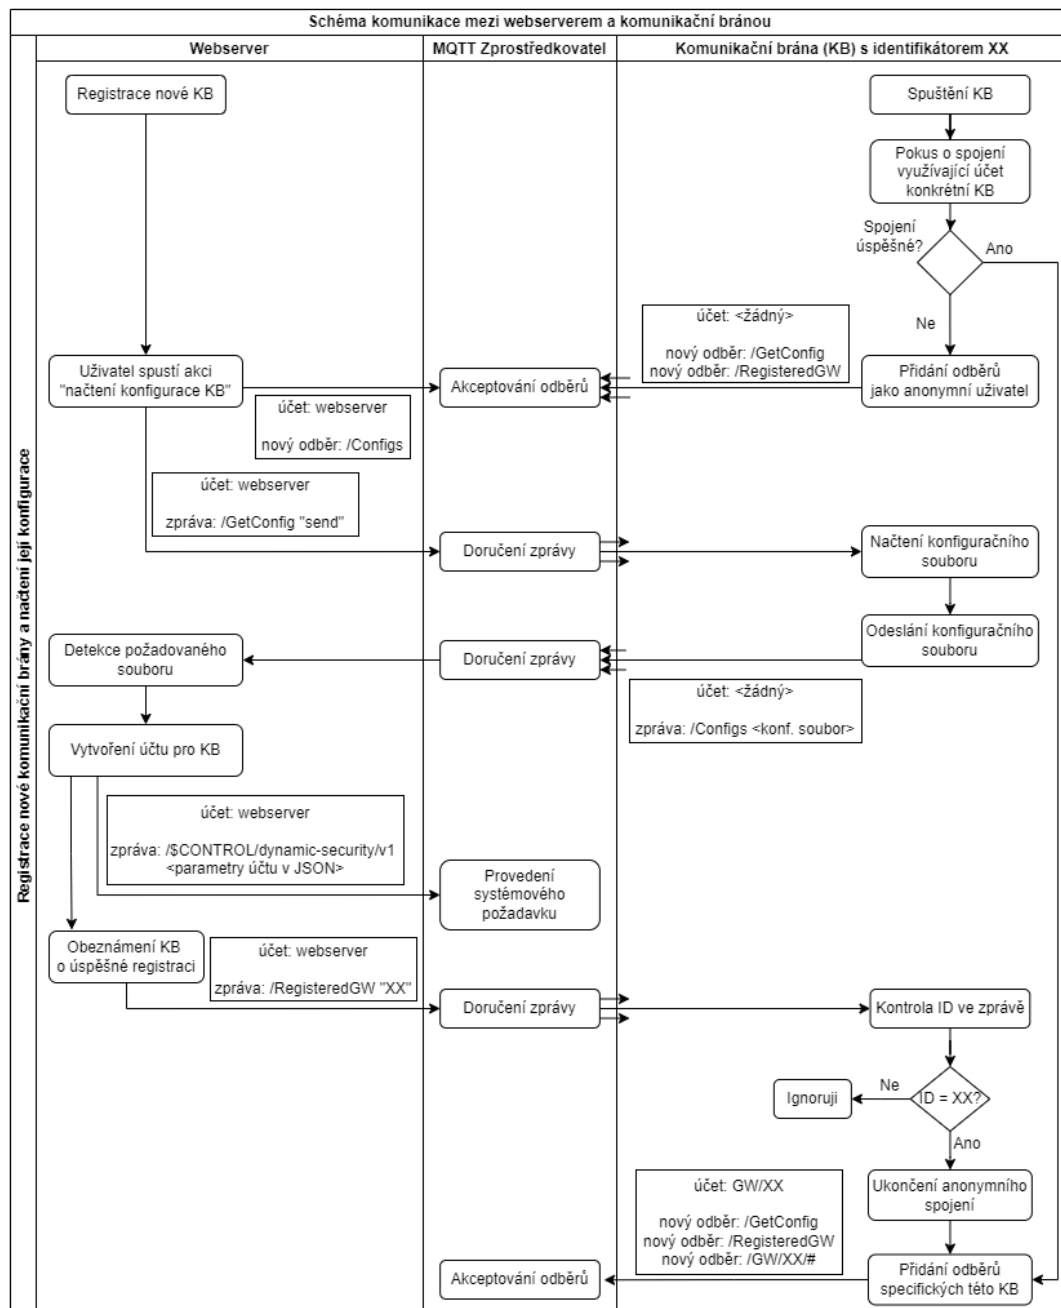 Schéma komunikace mezi webserverem a komunikační bránou
Webserver
MQTT Zprostředkovatel
Komunikační brána (KB) s identifikátorem XX
Registrace nové komunikační brány a načtení její konfigurace
Registrace nové KB
Spuštění KB
Pokus o spojení
využívající účet
konkrétní KB
Spojení
úspěšné?
Ano
Ne
účet: <žádný>
nový odběr: /GetConfig
nový odběr: /RegisteredGW
Uživatel spustí akci
"načtení konfigurace KB"
Akceptování odběrů
Přidání odběrů
jako anonymní uživatel
účet: webserver
nový odběr: /Configs
účet: webserver
zpráva: /GetConfig "send"
Doručení zprávy
Načtení konfiguračního
souboru
Detekce požadovaného
souboru
Doručení zprávy
Odeslání konfiguračního
souboru
účet: <žádný>
zpráva: /Configs <konf. soubor>
Vytvoření účtu pro KB
účet: webserver
zpráva: /$CONTROL/dynamic-security/v1
<parametry účtu v JSON>
Provedení
systémového
požadavku
Obeznámení KB
o úspěšné registraci
účet: webserver
zpráva: /RegisteredGW "XX"
Doručení zprávy
Kontrola ID ve zprávě
Ignoruji
Ne
ID = XX?
Ano
účet: GW/XX
nový odběr: /GetConfig
nový odběr: /RegisteredGW
nový odběr: /GW/XX/#
Ukončení anonymního
spojení
Akceptování odběrů
Přidání odběrů
specifických této KB